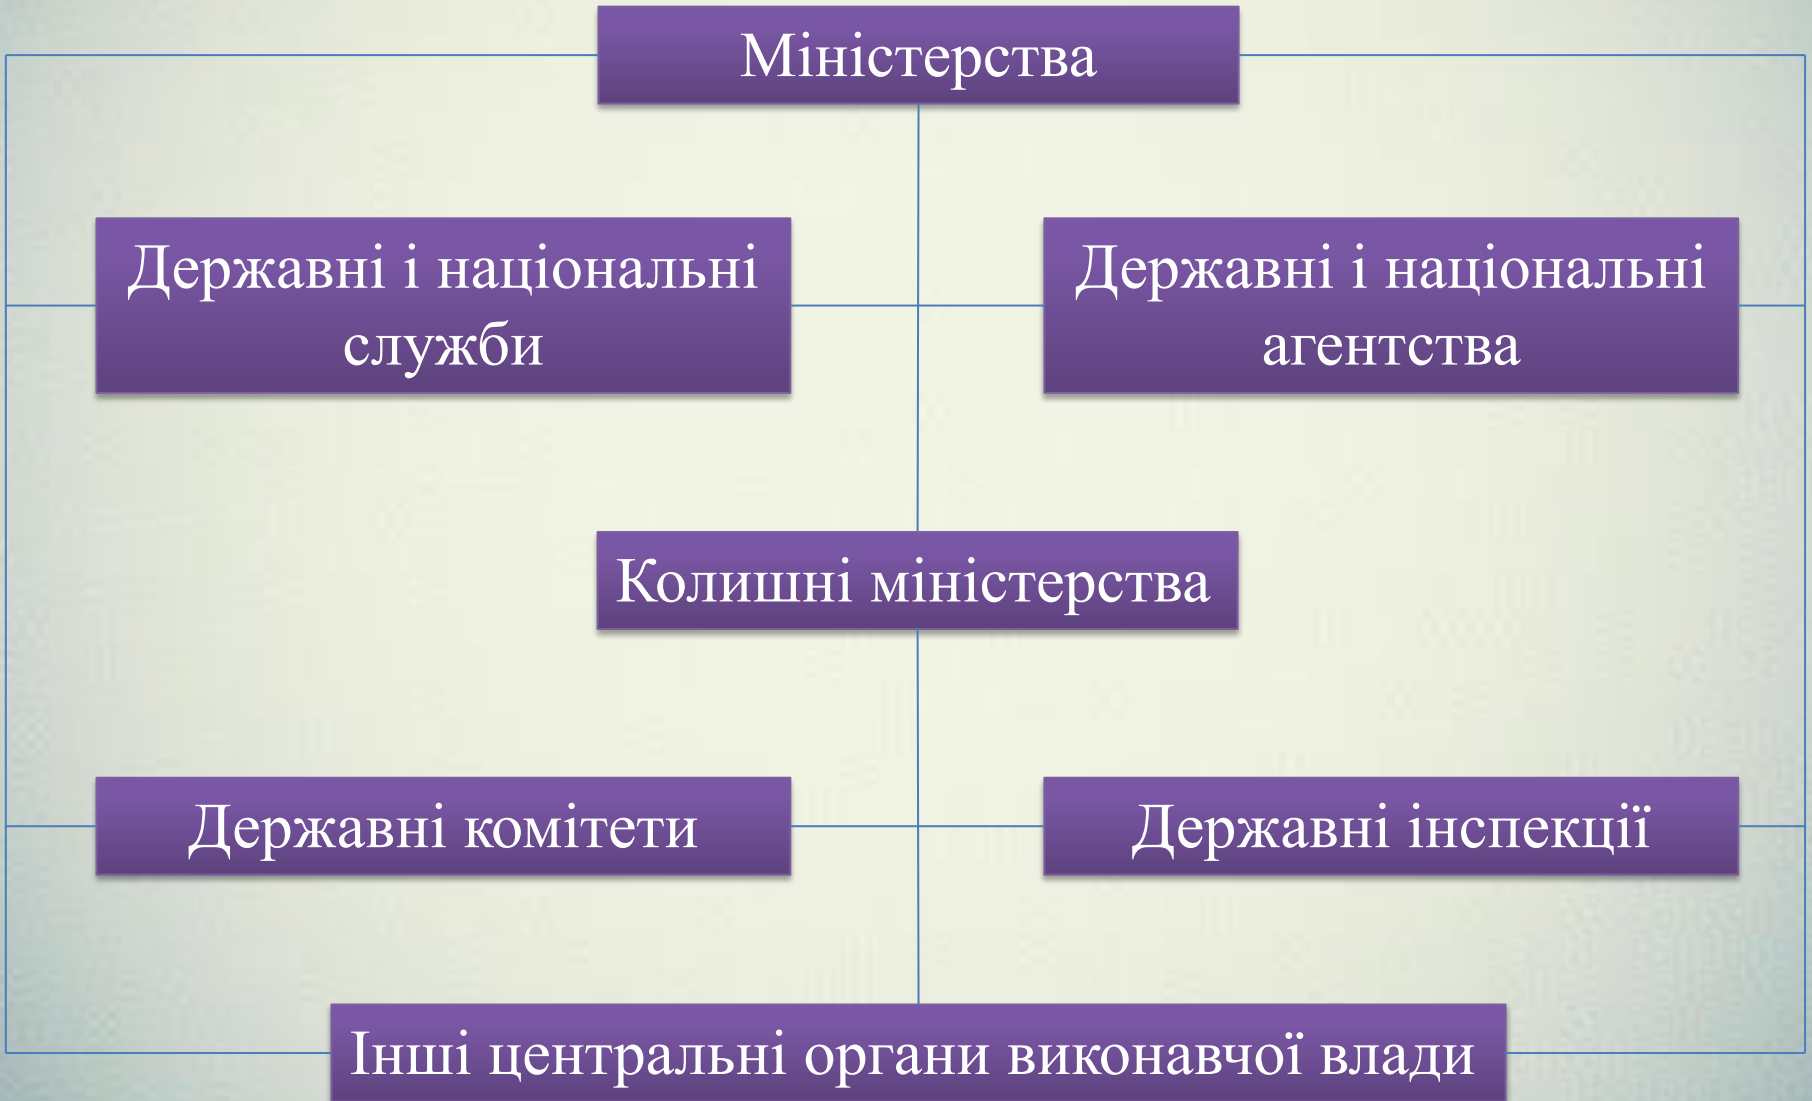 Міністерства
Державні і національні
служби
Державні і національні
агентства
Колишні міністерства
Державні комітети
Державні інспекції
Інші центральні органи виконавчої влади